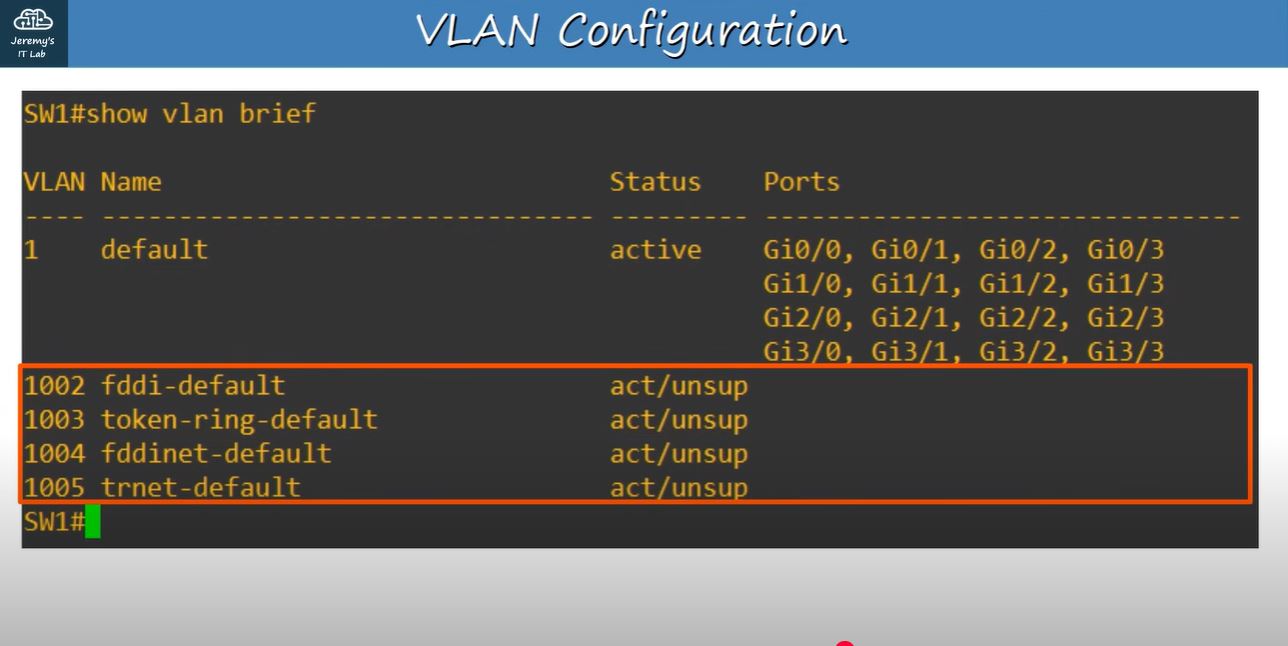 Jeremy's
IT Lab
VLAN Configuration
SW1#show vlan brief
VLAN Name Status Ports
---- -------------------------------- --------- -------------------------------
1 default active Gi0/0, Gi0/1, Gi0/2, Gi0/3
Gi1/0, Gi1/1, Gi1/2, Gi1/3
Gi2/0, Gi2/1, Gi2/2, Gi2/3
Gi3/0, Gi3/1, Gi3/2, Gi3/3
1002 fddi-default act/unsup
1003 token-ring-default act/unsup
1004 fddinet-default act/unsup
1005 trnet-default act/unsup
SW1#